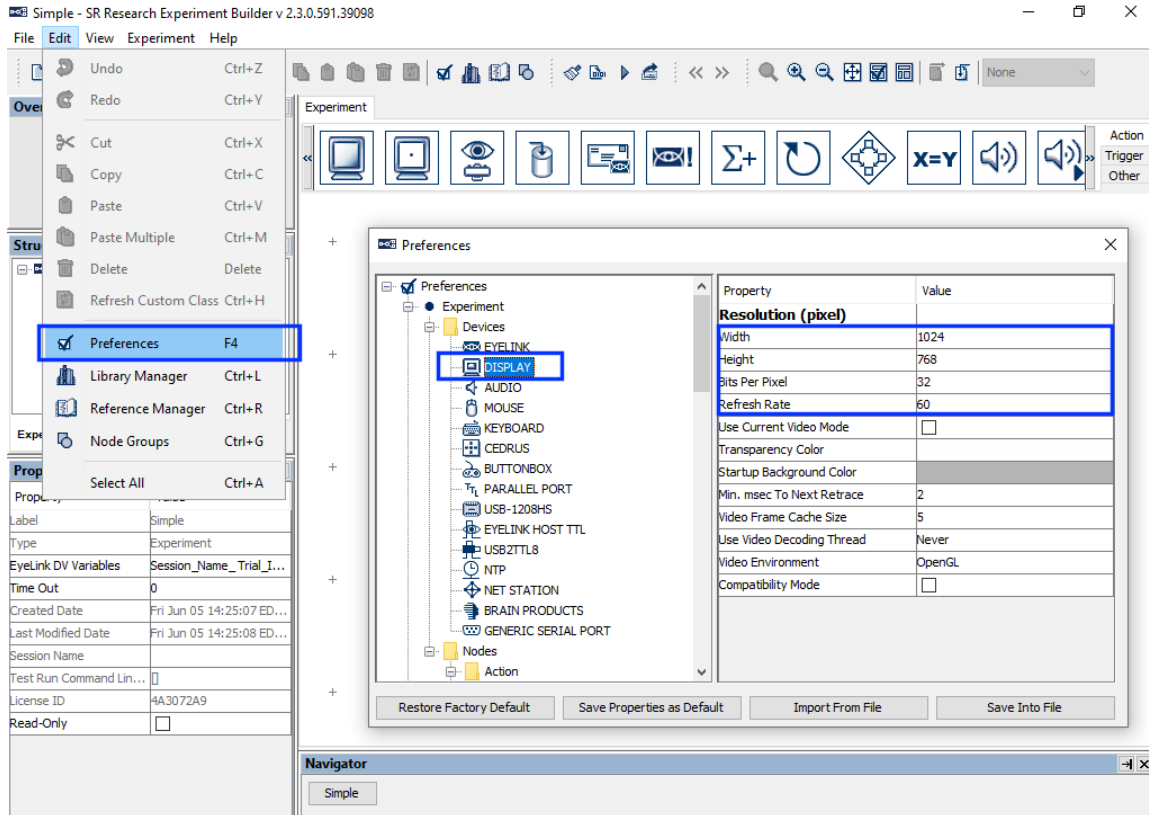 Simple - SR Research Experiment Builder v 2.3.0.591.39098
File Edit View Experiment Help
Undo Ctrl+Z
Redo Ctrl+Y
Cut Ctrl+X
Copy Ctrl+C
Paste Ctrl+V
Paste Multiple Ctrl+M
Delete Delete
Refresh Custom Class Ctrl+H
Preferences F4
Library Manager Ctrl+L
Reference Manager Ctrl+R
Node Groups Ctrl+G
Select All Ctrl+A
None
Over
Stru
Expe
Prop
Label Simple
Type Experiment
EyeLink DV Variables Session_Name_ Trial_I...
Time Out 0
Created Date Fri Jun 05 14:25:07 ED...
Last Modified Date Fri Jun 05 14:25:08 ED...
Session Name
Test Run Command Lin... []
License ID 4A3072A9
Read-Only
Experiment
X=Y
Action
Trigger
Other
Preferences
Preferences
Experiment
Devices
EYELINK
DISPLAY
AUDIO
MOUSE
KEYBOARD
CEDRUS
BUTTONBOX
PARALLEL PORT
USB-1208HS
EYELINK HOST TTL
USB2TTL8
NTP
NET STATION
BRAIN PRODUCTS
GENERIC SERIAL PORT
Nodes
Action
Property Value
Resolution (pixel)
Width 1024
Height 768
Bits Per Pixel 32
Refresh Rate 60
Use Current Video Mode
Transparency Color
Startup Background Color
Min. msec To Next Retrace 2
Video Frame Cache Size 5
Use Video Decoding Thread Never
Video Environment OpenGL
Compatibility Mode
Restore Factory Default Save Properties as Default Import From File Save Into File
Navigator
Simple